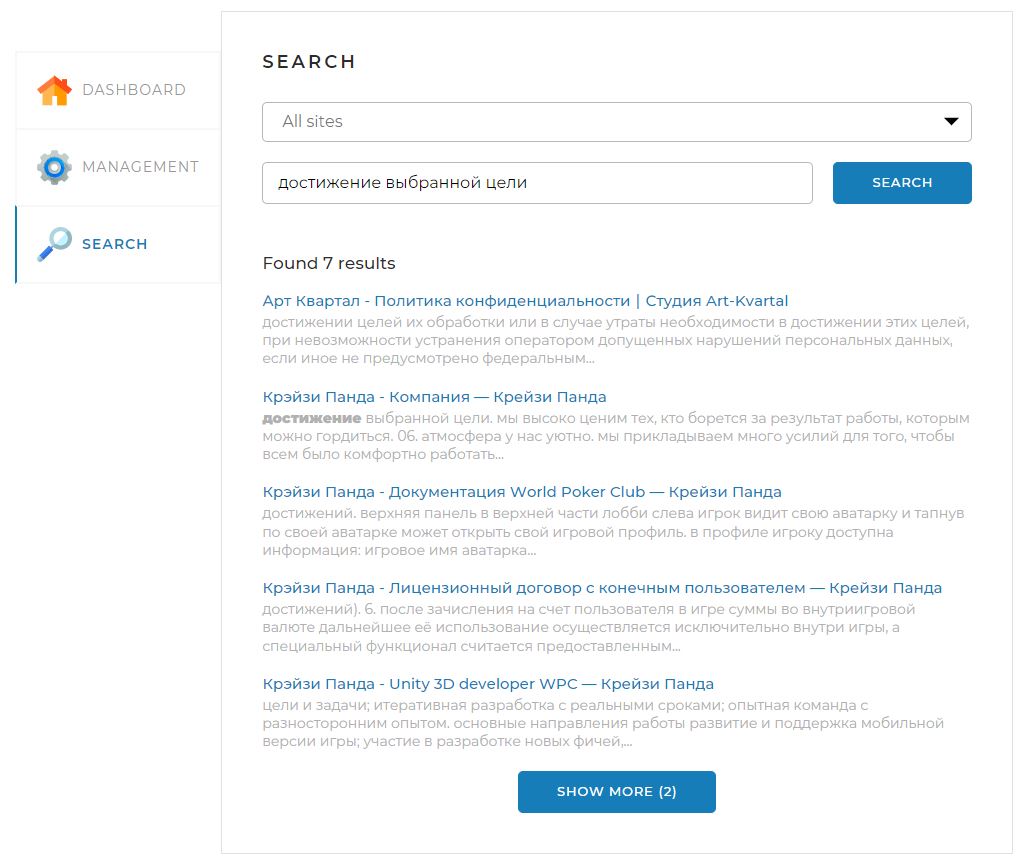 DASHBOARD
MANAGEMENT
SEARCH
SEARCH
All sites
достижение выбранной цели
SEARCH
Found 7 results
Арт Квартал - Политика конфиденциальности | Студия Art-Kvartal
достижении целей их обработки или в случае утраты необходимости в достижении этих целей,
при невозможности устранения оператором допущенных нарушений персональных данных,
если иное не предусмотрено федеральным...
Крэйзи Панда - Компания — Крейзи Панда
достижение выбранной цели. мы высоко ценим тех, кто борется за результат работы, которым
можно гордиться. 06. атмосфера у нас уютно. мы прикладываем много усилий для того, чтобы
всем было комфортно работать...
Крэйзи Панда - Документация World Poker Club — Крейзи Панда
достижений. верхняя панель в верхней части лобби слева игрок видит свою аватарку и тапнув
по своей аватарке может открыть свой игровой профиль. в профиле игроку доступна
информация: игровое имя аватарка...
Крэйзи Панда - Лицензионный договор с конечным пользователем — Крейзи Панда
достижений). 6. после зачисления на счет пользователя в игре суммы во внутриигровой
валюте дальнейшее её использование осуществляется исключительно внутри игры, а
специальный функционал считается предоставленным...
Крэйзи Панда - Unity 3D developer WPC — Крейзи Панда
цели и задачи; итеративная разработка с реальными сроками; опытная команда с
разносторонним опытом. основные направления работы развитие и поддержка мобильной
версии игры; участие в разработке новых фичей,...
SHOW MORE (2)